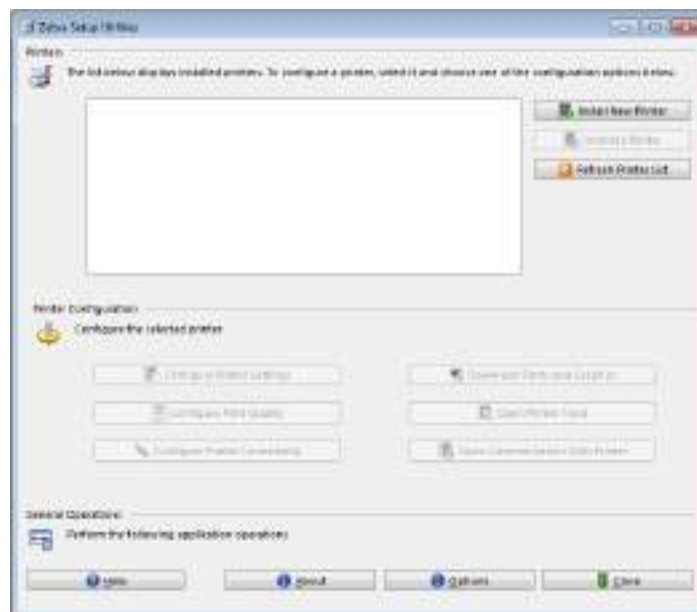 Zebra Setup Utilities
Printers
The list below displays installed printers. To configure a printer, select it and choose one of the configuration options below.
Install New Printer
Uninstall Printer
Refresh Printer List
Printer Configuration
Configure the selected printer
Configure Printer Settings
Download Fonts and Graphics
Configure Print Quality
Open Printer Tools
Configure Printer Connectivity
Open Communication With Printer
General Operations
Perform the following application operations
Help
About
Options
Close